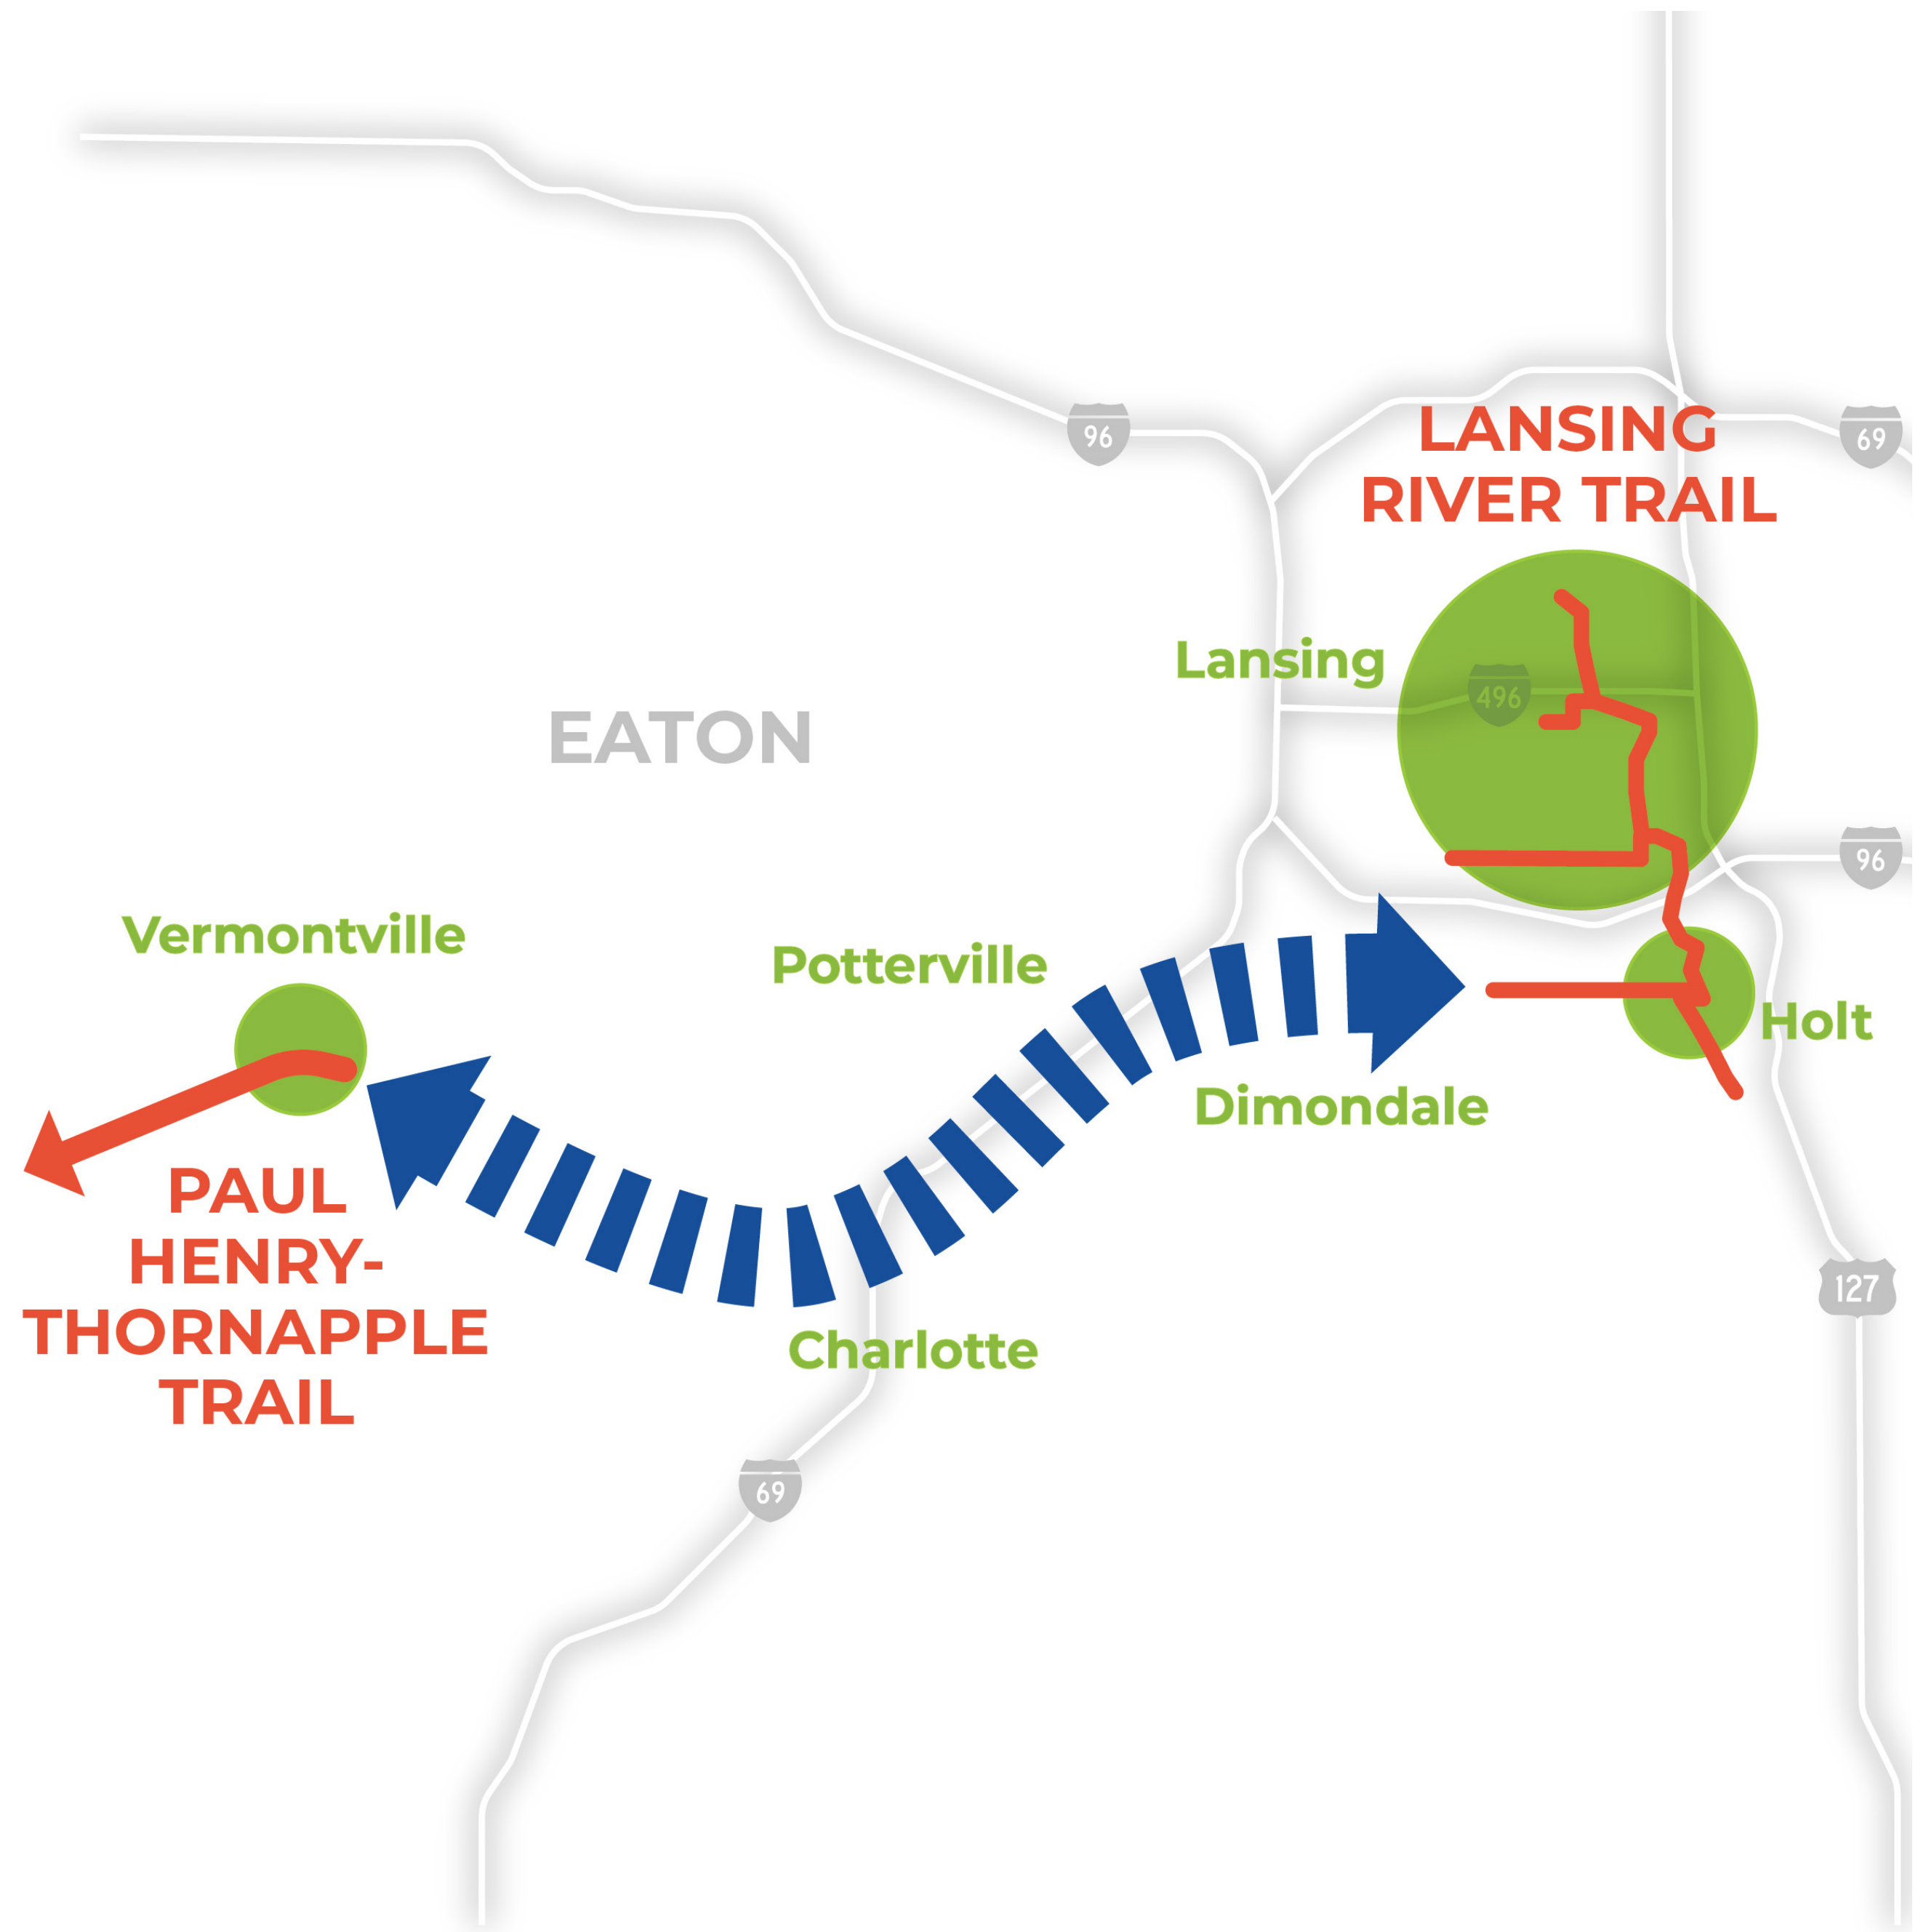 96
69
LANSING
RIVER TRAIL
Lansing
496
EATON
96
Vermontville
Potterville
Holt
Dimondale
PAUL
HENRY-
THORNAPPLE
TRAIL
127
Charlotte
69